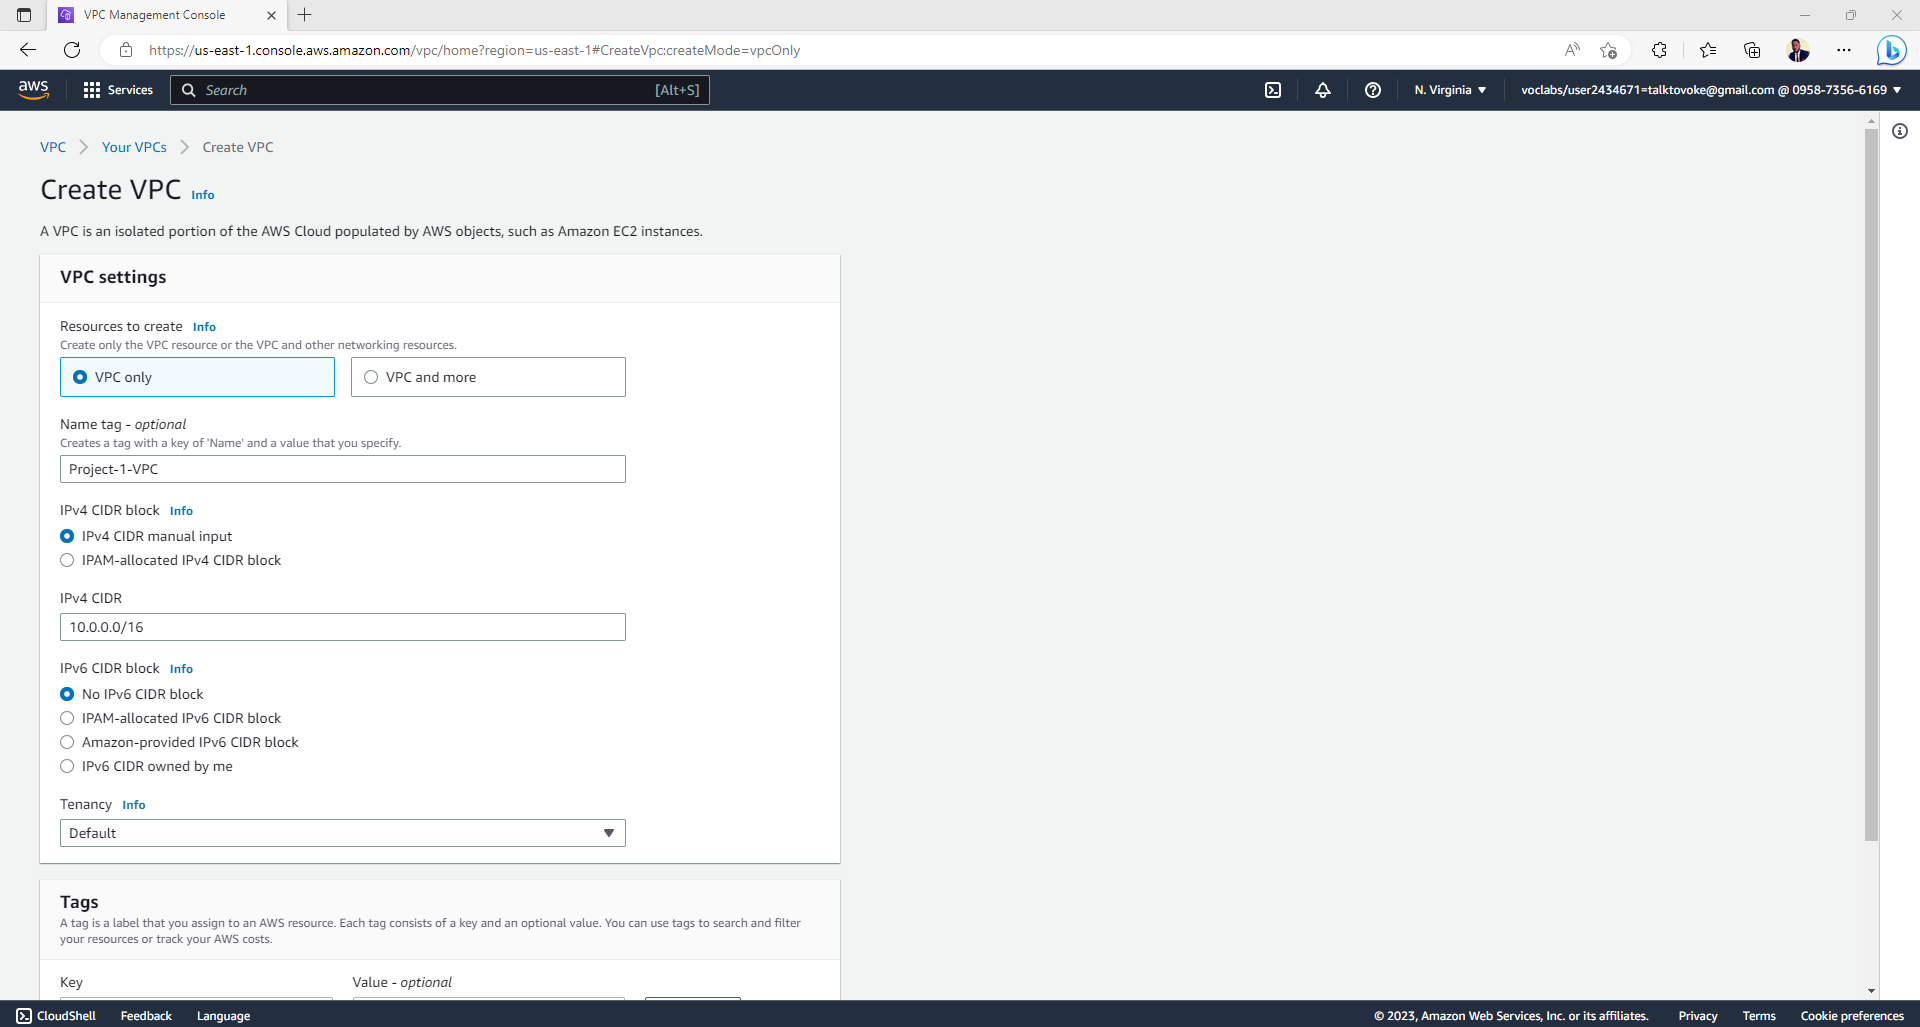 VPC Management Console
https://us-east-1.console.aws.amazon.com/vpc/home?region=us-east-1#CreateVpc:createMode=vpcOnly
aws
Services
Search
[Alt+S]
N. Virginia
voclabs/user2434671=talktovoke@gmail.com @ 0958-7356-6169
VPC
Your VPCs
Create VPC
Create VPC Info
A VPC is an isolated portion of the AWS Cloud populated by AWS objects, such as Amazon EC2 instances.
VPC settings
Resources to create Info
Create only the VPC resource or the VPC and other networking resources.
VPC only
VPC and more
Name tag - optional
Creates a tag with a key of 'Name' and a value that you specify.
Project-1-VPC
IPv4 CIDR block Info
IPv4 CIDR manual input
IPAM-allocated IPv4 CIDR block
IPv4 CIDR
10.0.0.0/16
IPv6 CIDR block Info
No IPv6 CIDR block
IPAM-allocated IPv6 CIDR block
Amazon-provided IPv6 CIDR block
IPv6 CIDR owned by me
Tenancy Info
Default
Tags
A tag is a label that you assign to an AWS resource. Each tag consists of a key and an optional value. You can use tags to search and filter
your resources or track your AWS costs.
Key
Value - optional
CloudShell
Feedback
Language
© 2023, Amazon Web Services, Inc. or its affiliates.
Privacy
Terms
Cookie preferences